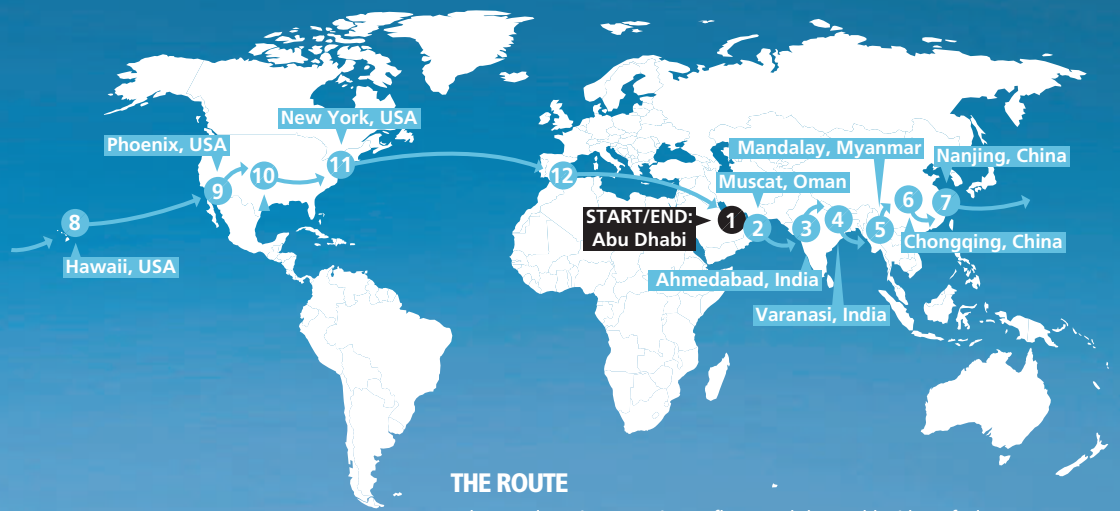 New York, USA
Phoenix, USA
11
10
9
8
Hawaii, USA
12
Mandalay, Myanmar
Nanjing, China
Muscat, Oman
START/END:
Abu Dhabi
1
2
3
4
5
6
7
Chongqing, China
Ahmedabad, India
Varanasi, India
THE ROUTE